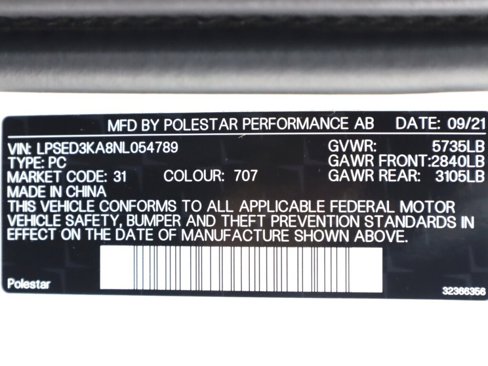 MFD BY POLESTAR PERFORMANCE AB DATE: 09/21
VIN: LPSED3KA8NL054789 GVWR: 5735LB
TYPE: PC GAWR FRONT: 2840LB
MARKET CODE: 31 COLOUR: 707 GAWR REAR: 3105LB
MADE IN CHINA
THIS VEHICLE CONFORMS TO ALL APPLICABLE FEDERAL MOTOR
VEHICLE SAFETY, BUMPER AND THEFT PREVENTION STANDARDS IN
EFFECT ON THE DATE OF MANUFACTURE SHOWN ABOVE.
Polestar 32366356